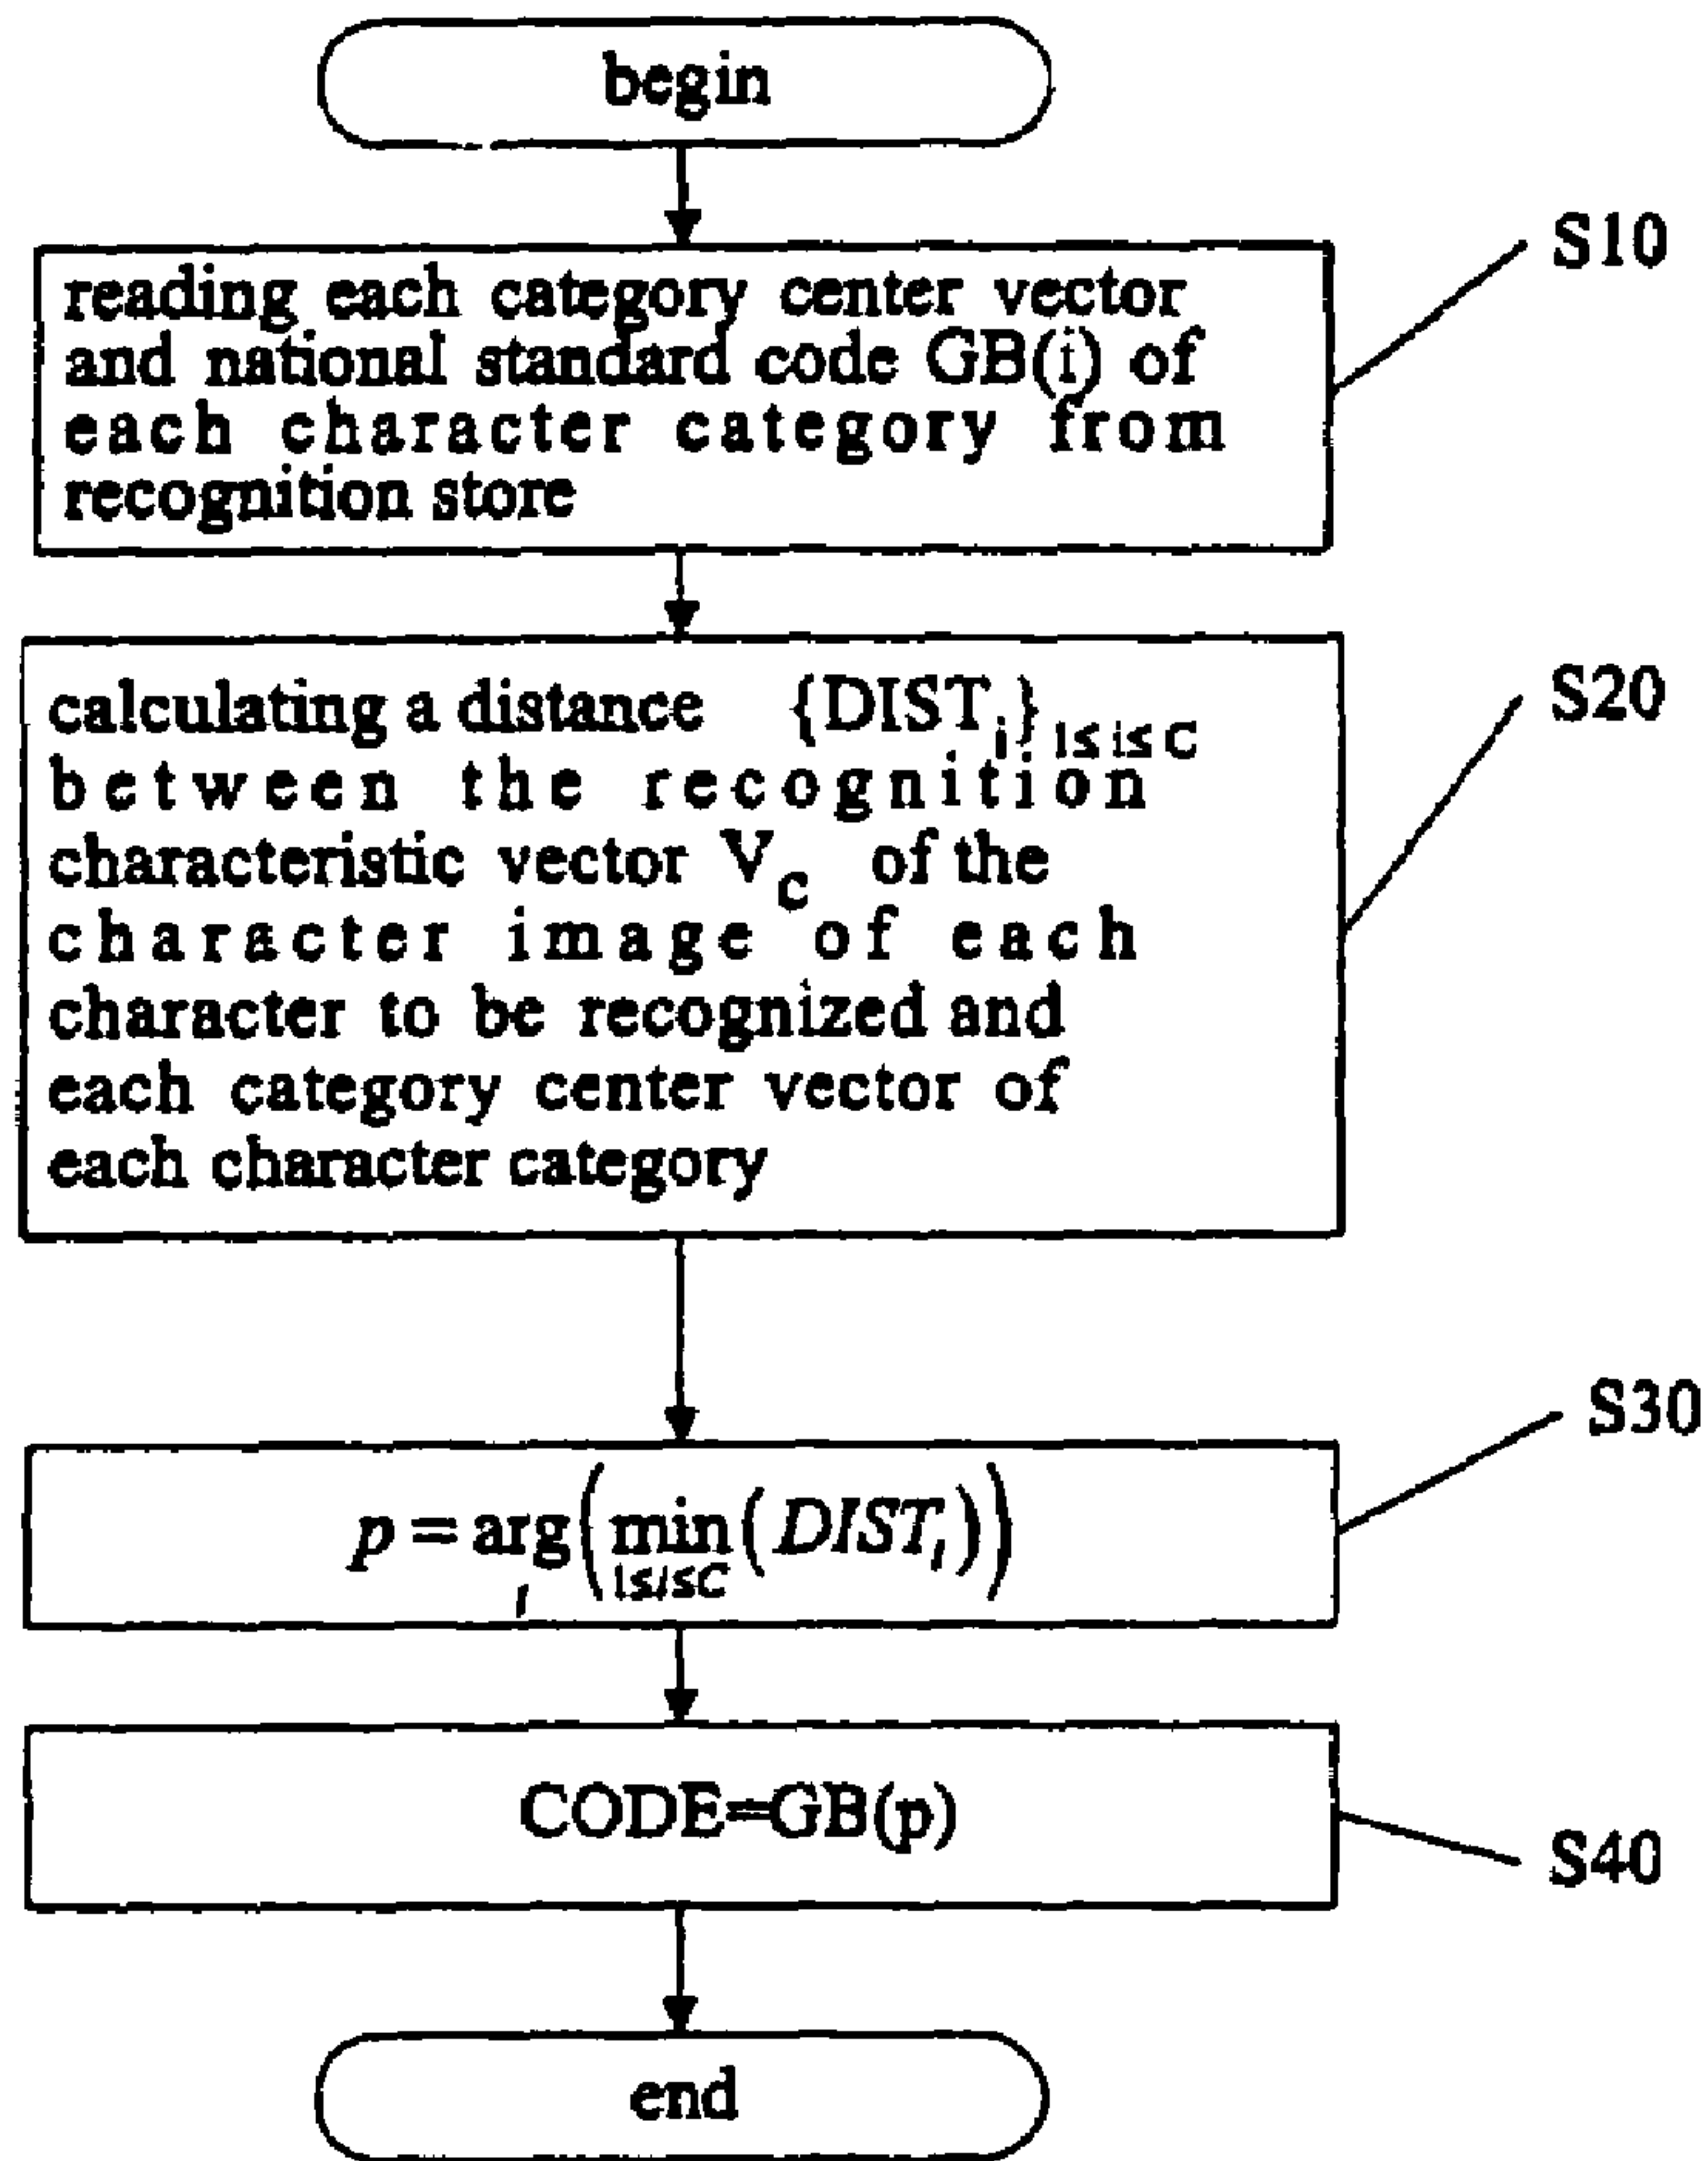 begin
S10
reading each category center vector
and national standard code GB(i) of
each character category from
recognition store
S20
calculating a distance {DIST_i}_{1≤i≤C}
between the recognition
characteristic vector V_C of the
character image of each
character to be recognized and
each category center vector of
each character category
S30
p = arg_i(min_{1≤i≤C}(DIST_i))
CODE=GB(p)
S40
end